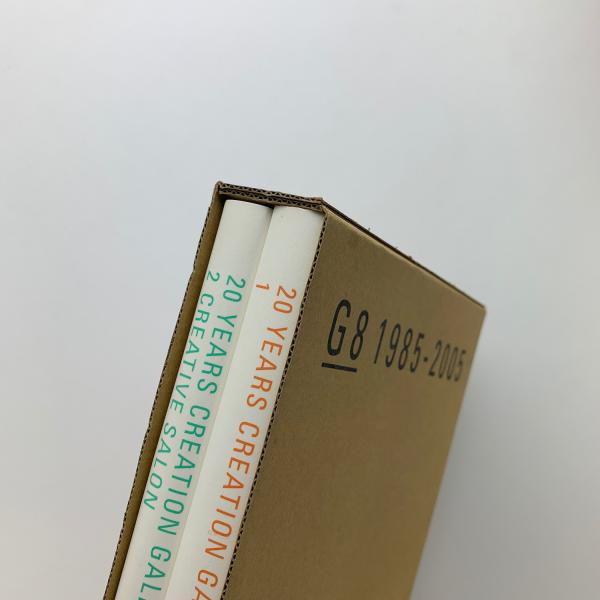 20 YEARS CREATION GAL
2 CREATIVE SALON
20 YEARS CREATION GA
1
G8 1985-2005